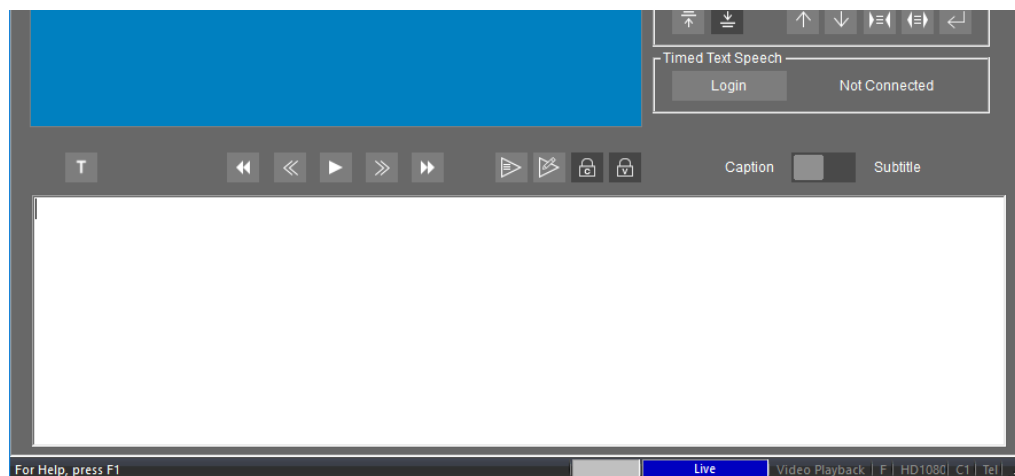 Timed Text Speech
Login Not Connected
T C V Caption Subtitle
For Help, press F1 Live Video Playback F HD1080 C1 Tel